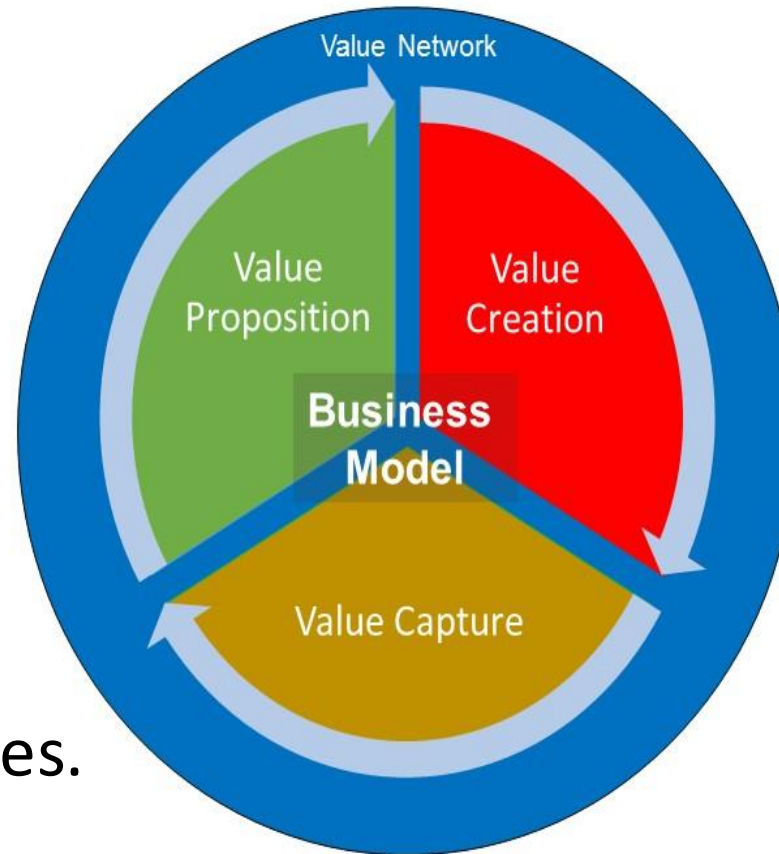 Value Network
Value
Proposition
Value
Creation
Business
Model
Value Capture
es.